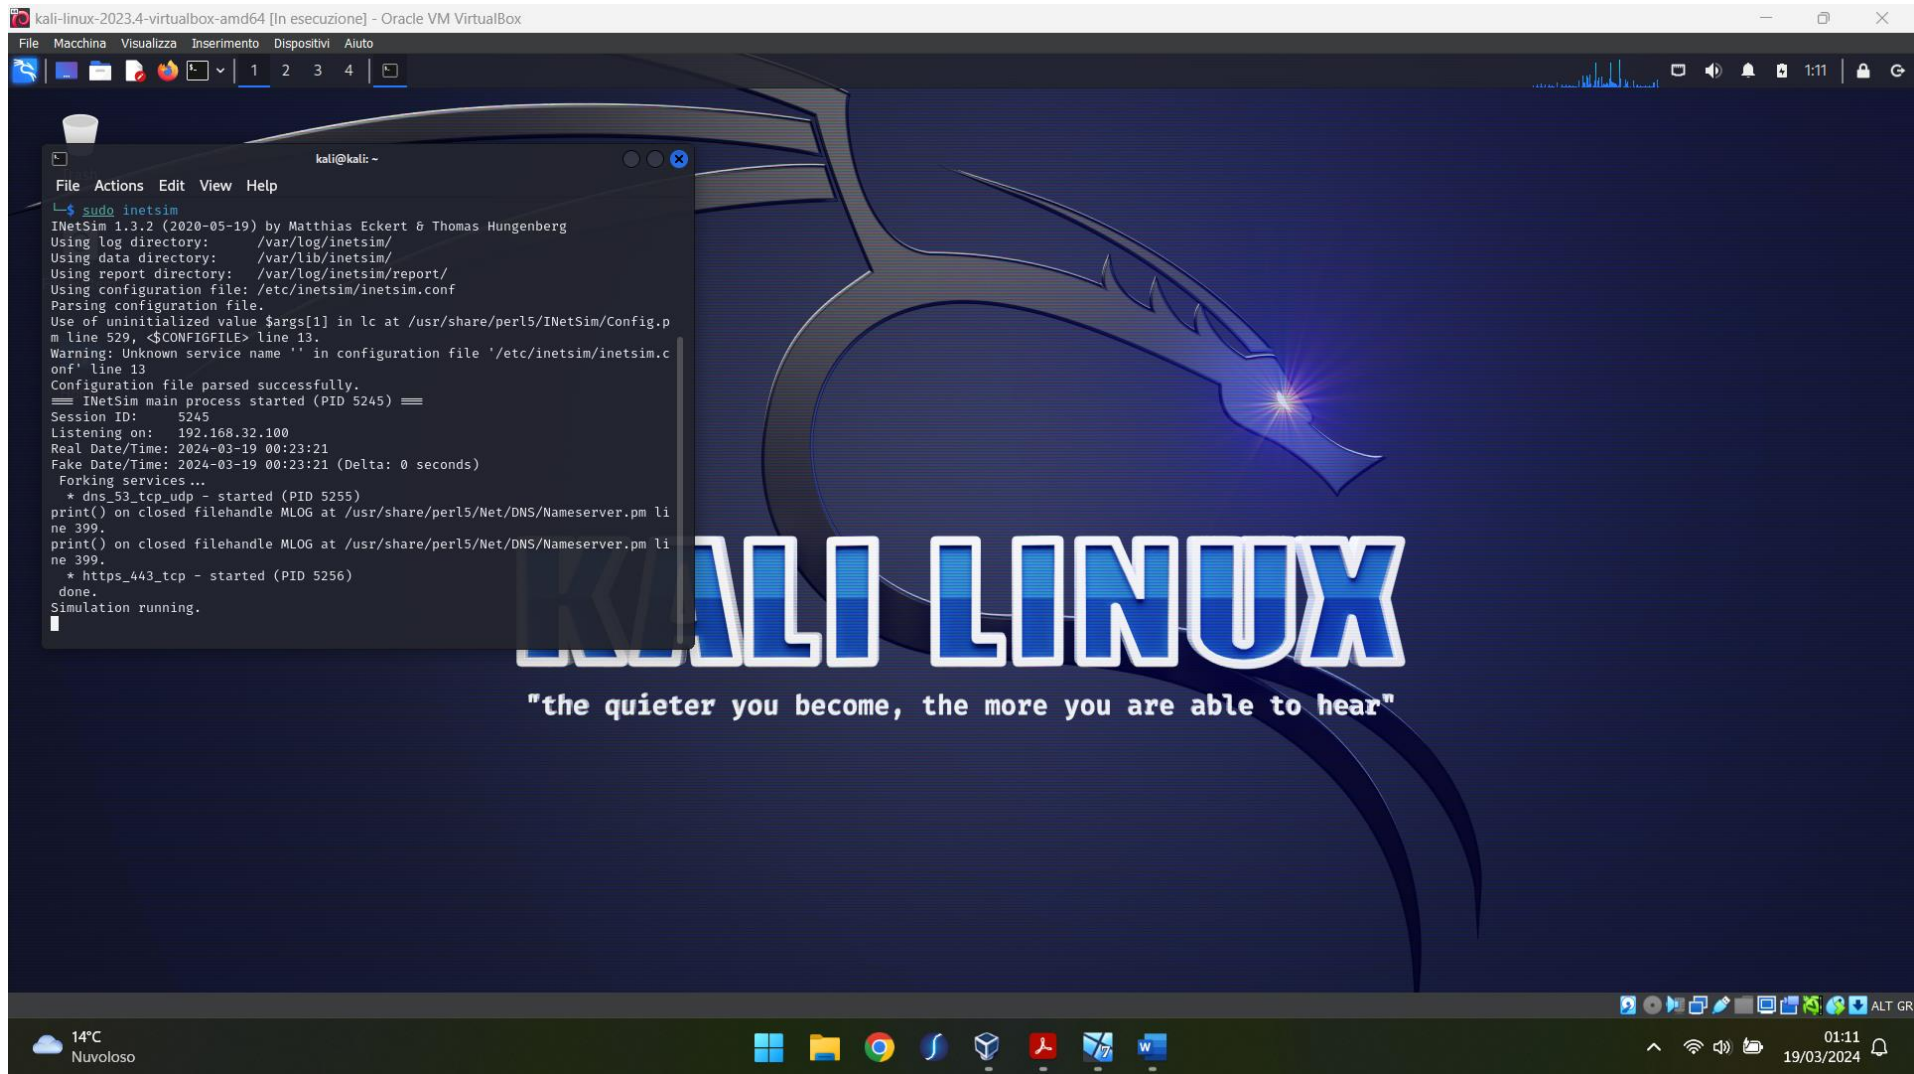 kali-linux-2023.4-virtualbox-amd64 [In esecuzione] - Oracle VM VirtualBox
File Macchina Visualizza Inserimento Dispositivi Aiuto
1 2 3 4
1:11
kali@kali: ~
File Actions Edit View Help
└─$ sudo inetsim
INetSim 1.3.2 (2020-05-19) by Matthias Eckert & Thomas Hungenberg
Using log directory:      /var/log/inetsim/
Using data directory:     /var/lib/inetsim/
Using report directory:   /var/log/inetsim/report/
Using configuration file: /etc/inetsim/inetsim.conf
Parsing configuration file.
Use of uninitialized value $args[1] in lc at /usr/share/perl5/INetSim/Config.p
m line 529, <$CONFIGFILE> line 13.
Warning: Unknown service name '' in configuration file '/etc/inetsim/inetsim.c
onf' line 13
Configuration file parsed successfully.
=== INetSim main process started (PID 5245) ===
Session ID:     5245
Listening on:   192.168.32.100
Real Date/Time: 2024-03-19 00:23:21
Fake Date/Time: 2024-03-19 00:23:21 (Delta: 0 seconds)
 Forking services...
  * dns_53_tcp_udp - started (PID 5255)
print() on closed filehandle MLOG at /usr/share/perl5/Net/DNS/Nameserver.pm li
ne 399.
print() on closed filehandle MLOG at /usr/share/perl5/Net/DNS/Nameserver.pm li
ne 399.
  * https_443_tcp - started (PID 5256)
 done.
Simulation running.
KALI LINUX
"the quieter you become, the more you are able to hear"
ALT GR
14°C
Nuvoloso
01:11
19/03/2024